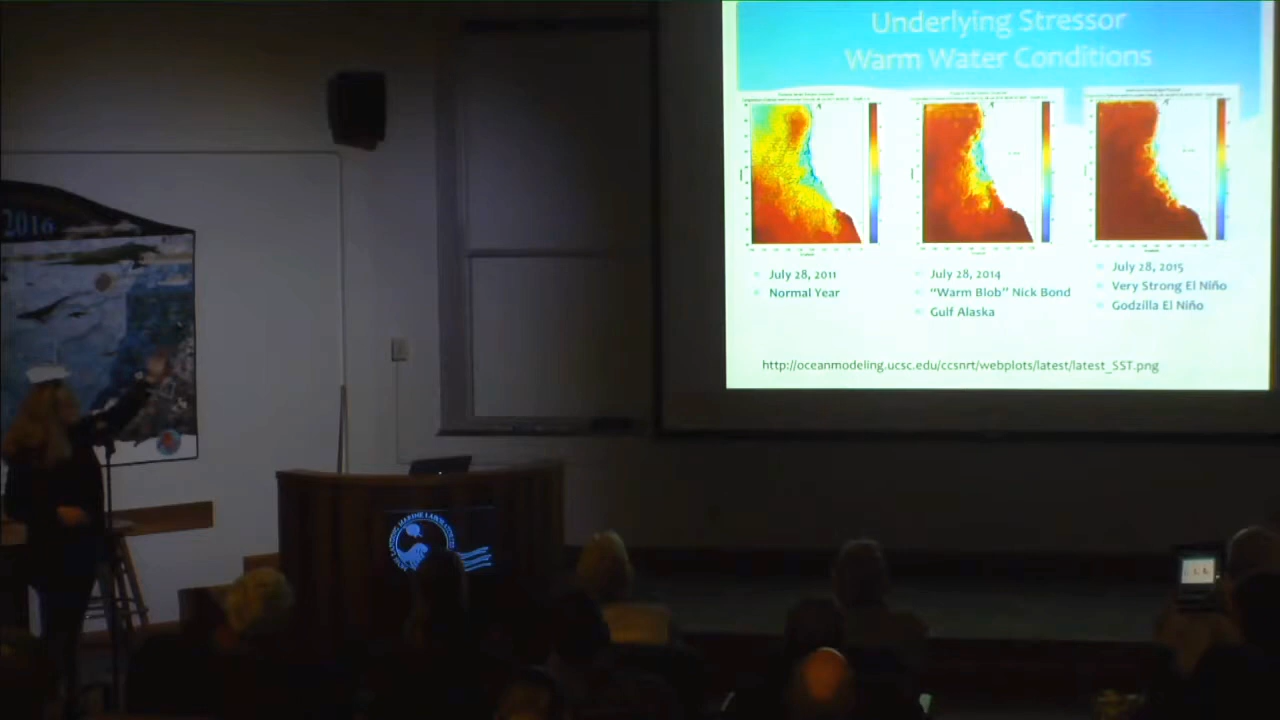 Underlying Stressor
Warm Water Conditions
July 28, 2011
Normal Year
July 28, 2014
"Warm Blob" Nick Bond
Gulf Alaska
July 28, 2015
Very Strong El Niño
Godzilla El Niño
http://oceanmodeling.ucsc.edu/ccsnrt/webplots/latest/latest_SST.png
2016